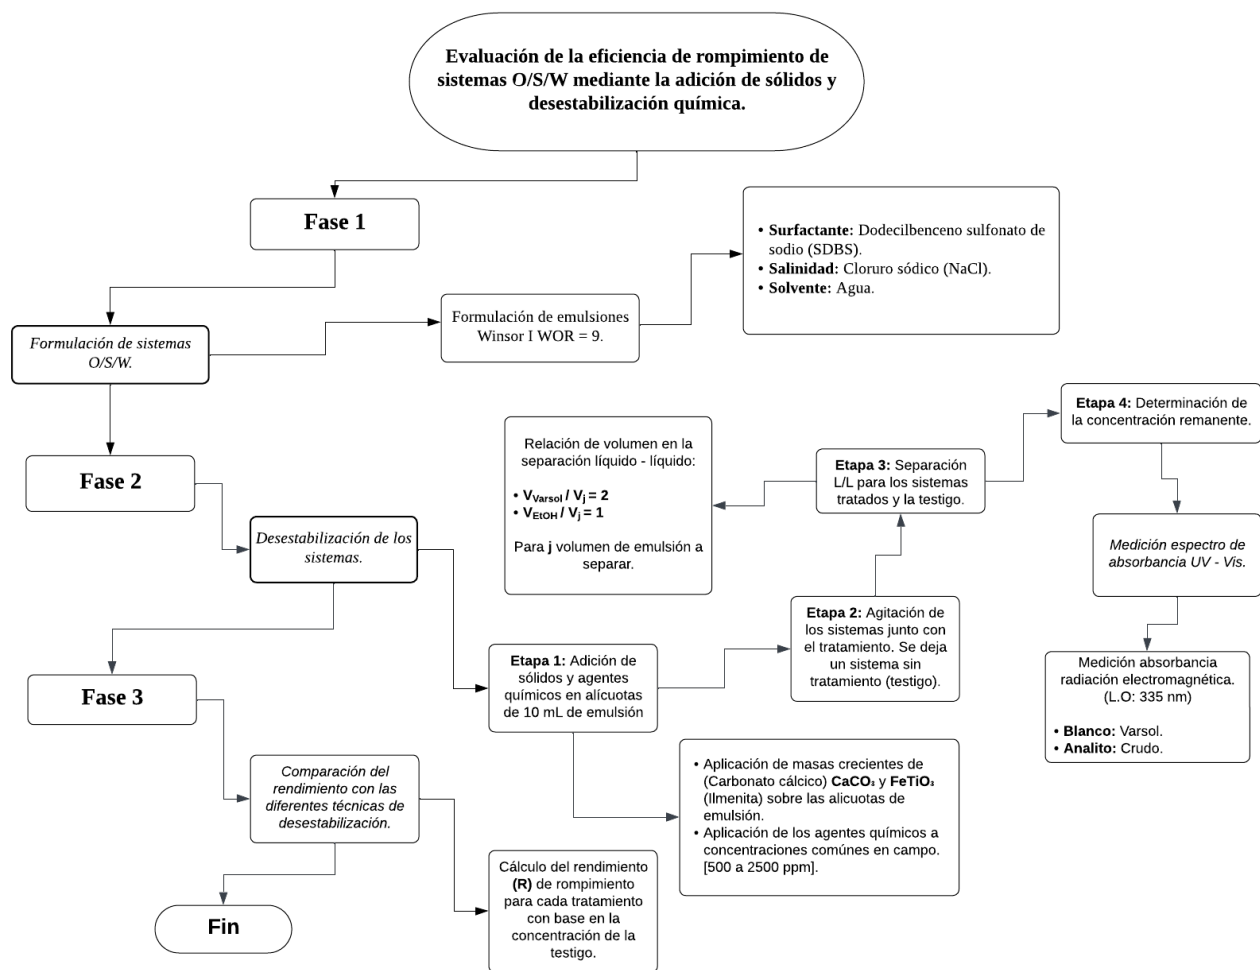 Evaluación de la eficiencia de rompimiento de
sistemas O/S/W mediante la adición de sólidos y
desestabilización química.
Fase 1
• Surfactante: Dodecilbenceno sulfonato de
sodio (SDBS).
• Salinidad: Cloruro sódico (NaCl).
• Solvente: Agua.
Formulación de emulsiones
Winsor I WOR = 9.
Formulación de sistemas
O/S/W.
Fase 2
Desestabilización de los
sistemas.
Relación de volumen en la
separación líquido - líquido:
• VVarsol / Vj = 2
• VEtOH / Vj = 1
Para j volumen de emulsión a
separar.
Etapa 3: Separación
L/L para los sistemas
tratados y la testigo.
Etapa 4: Determinación de
la concentración remanente.
Medición espectro de
absorbancia UV - Vis.
Medición absorbancia
radiación electromagnética.
(L.O: 335 nm)
• Blanco: Varsol.
• Analito: Crudo.
Etapa 2: Agitación de
los sistemas junto con
el tratamiento. Se deja
un sistema sin
tratamiento (testigo).
Etapa 1: Adición de
sólidos y agentes
químicos en alícuotas
de 10 mL de emulsión
Fase 3
• Aplicación de masas crecientes de
(Carbonato cálcico) CaCO₃ y FeTiO₃
(Ilmenita) sobre las alicuotas de
emulsión.
• Aplicación de los agentes químicos a
concentraciones comúnes en campo.
[500 a 2500 ppm].
Comparación del
rendimiento con las
diferentes técnicas de
desestabilización.
Cálculo del rendimiento
(R) de rompimiento
para cada tratamiento
con base en la
concentración de la
testigo.
Fin